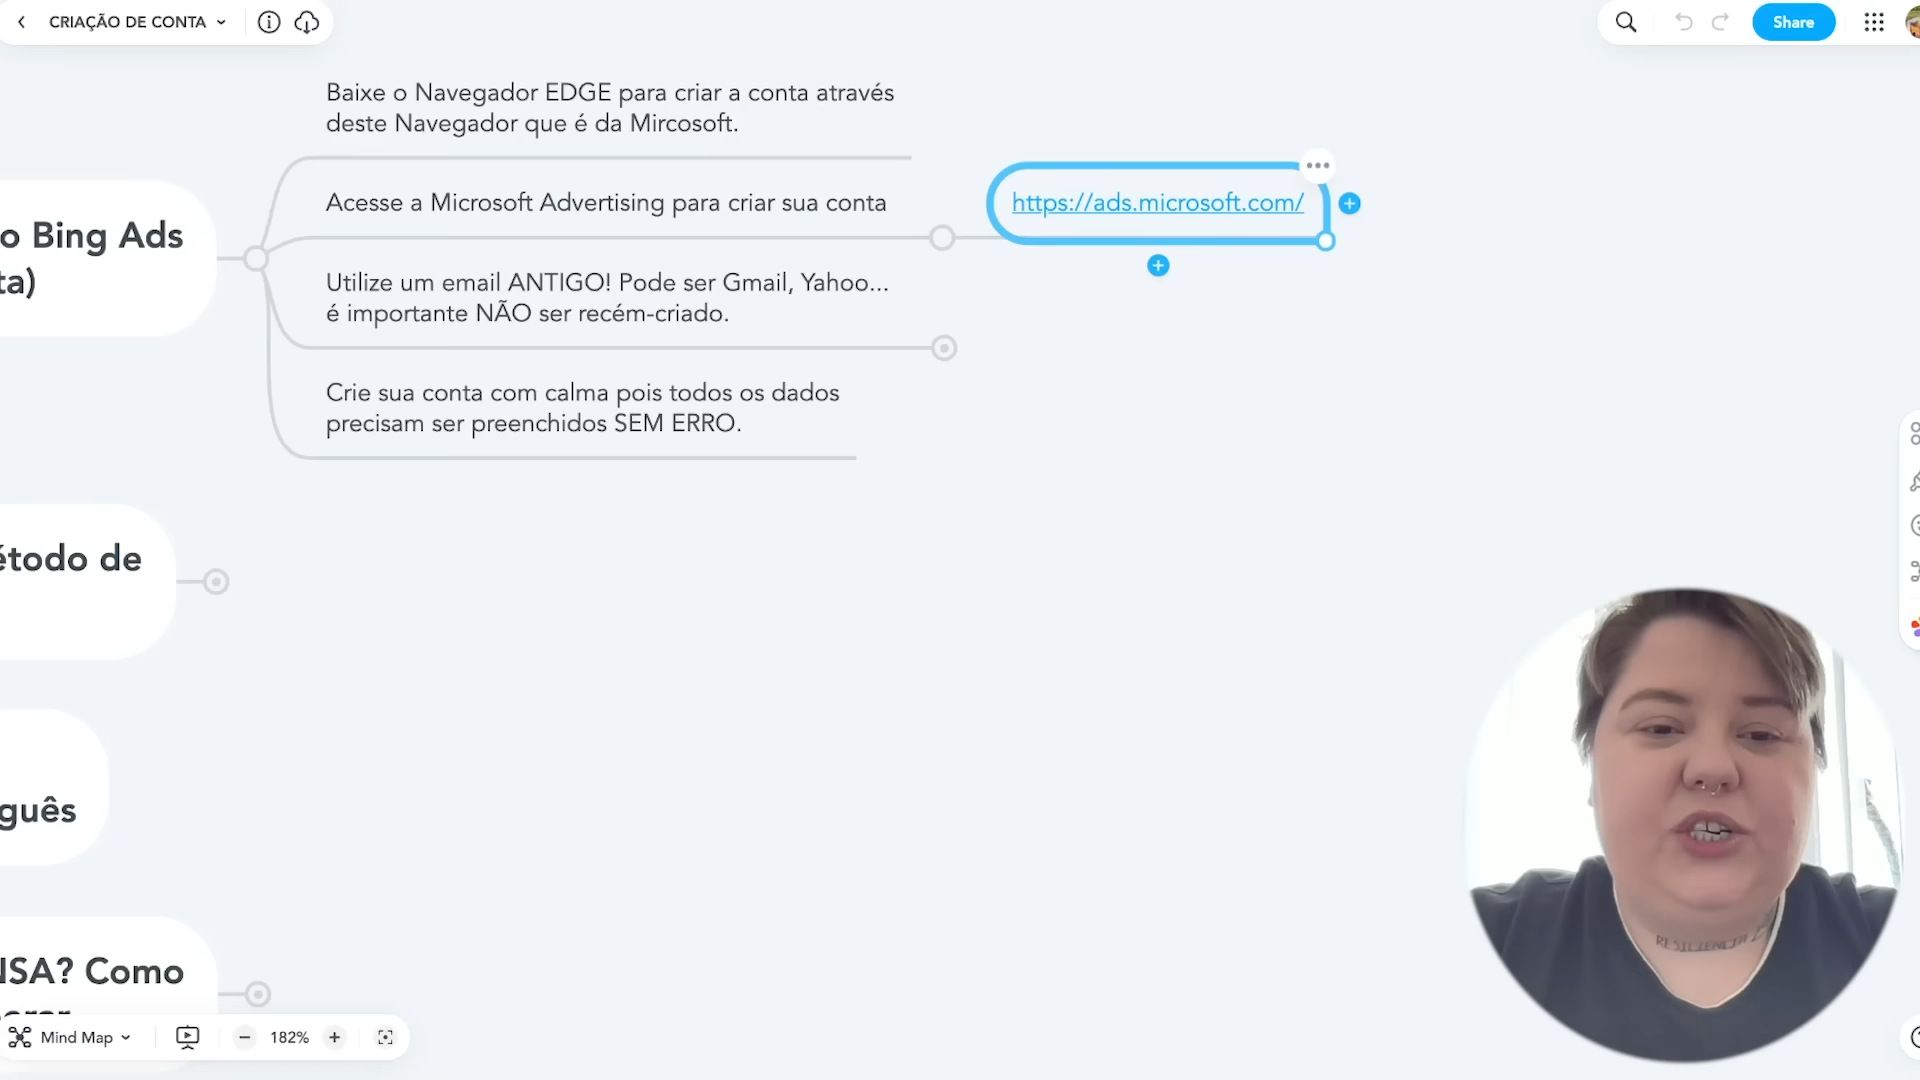 CRIAÇÃO DE CONTA
Share
Baixe o Navegador EDGE para criar a conta através
deste Navegador que é da Mircosoft.
Acesse a Microsoft Advertising para criar sua conta
https://ads.microsoft.com/
o Bing Ads
ta)
Utilize um email ANTIGO! Pode ser Gmail, Yahoo...
é importante NÃO ser recém-criado.
Crie sua conta com calma pois todos os dados
precisam ser preenchidos SEM ERRO.
étodo de
guês
NSA? Como
Mind Map
182%